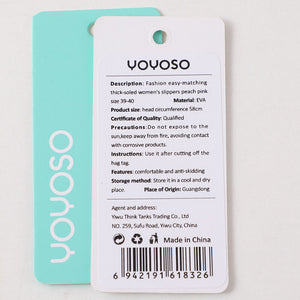 YOYOSO
YOYOSO
Description: Fashion easy-matching
thick-soled women's slippers peach pink
size 39-40 Material: EVA
Product size: head circumference 58cm
Certificate of Quality: Qualified
Precautions: Do not expose to the
sun,keep away from fire, avoiding
contact with corrosive products.
Instructions: Use it after cutting off the
hag tag.
Features: comfortable and anti-skidding
Storage method: Store it in a cool and dry
place. Place of Origin: Guangdong
Agent and address:
Yiwu Think Tanks Trading Co., Ltd
NO. 259, Sufu Road, Yiwu City, China
Made in China
6 942191 618326